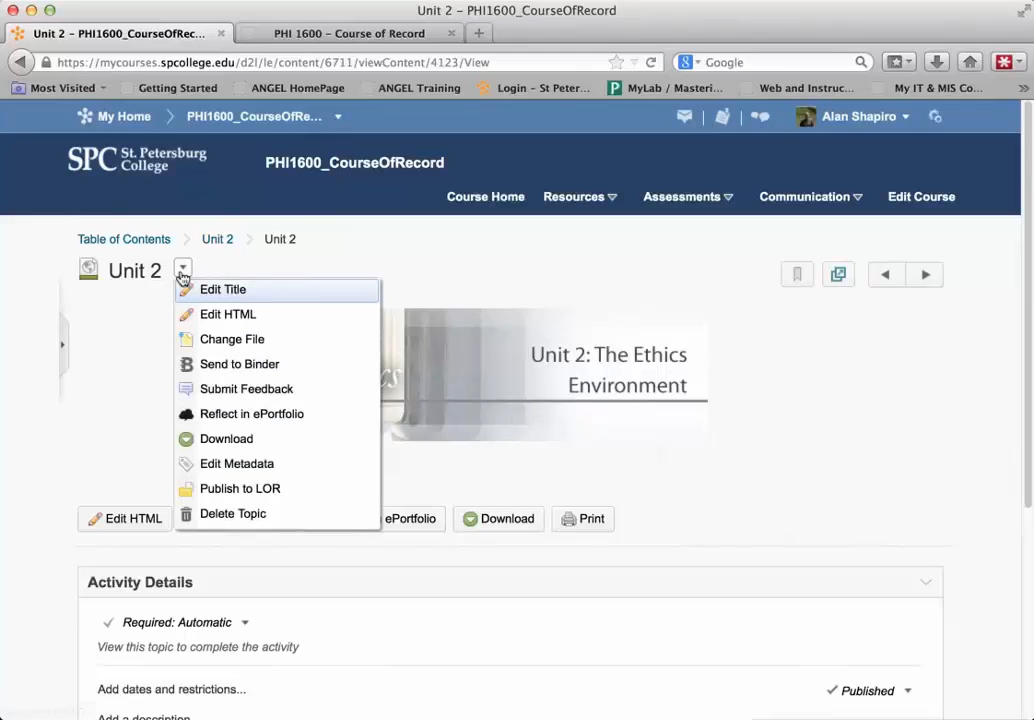 Unit 2 – PHI1600_CourseOfRecord
Unit 2 – PHI1600_CourseOfRec...
PHI 1600 – Course of Record
https://mycourses.spcollege.edu/d2l/le/content/6711/viewContent/4123/View
Google
Most Visited
Getting Started
ANGEL HomePage
ANGEL Training
Login – St Peter...
MyLab / Masteri...
Web and Instruc...
My IT & MIS Co...
My Home
PHI1600_CourseOfRe...
Alan Shapiro
SPC St. Petersburg College
PHI1600_CourseOfRecord
Course Home
Resources
Assessments
Communication
Edit Course
Table of Contents
Unit 2
Unit 2
Unit 2
Edit Title
Edit HTML
Change File
Send to Binder
Submit Feedback
Reflect in ePortfolio
Download
Edit Metadata
Publish to LOR
Delete Topic
Unit 2: The Ethics
Environment
Edit HTML
ePortfolio
Download
Print
Activity Details
Required: Automatic
View this topic to complete the activity
Add dates and restrictions...
Published
Add a description